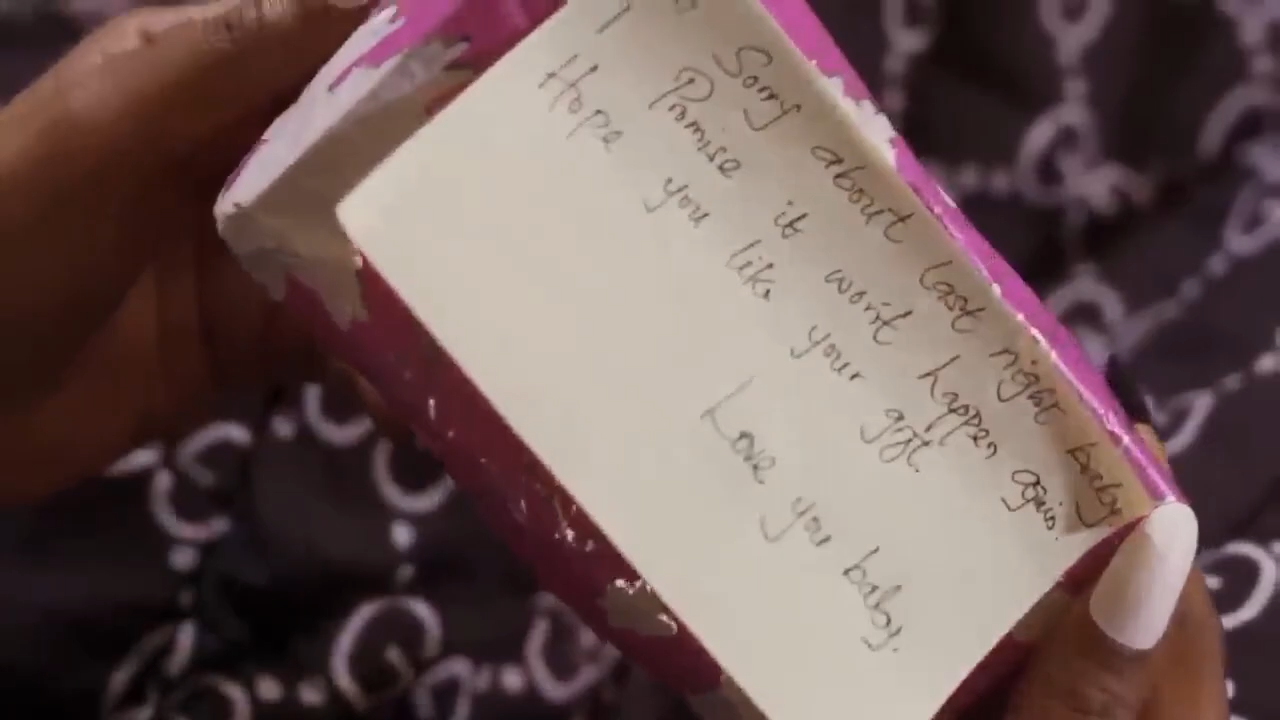 Sorry about last night baby
Promise it won't happen again.
Hope you like your gift.
Love you baby.